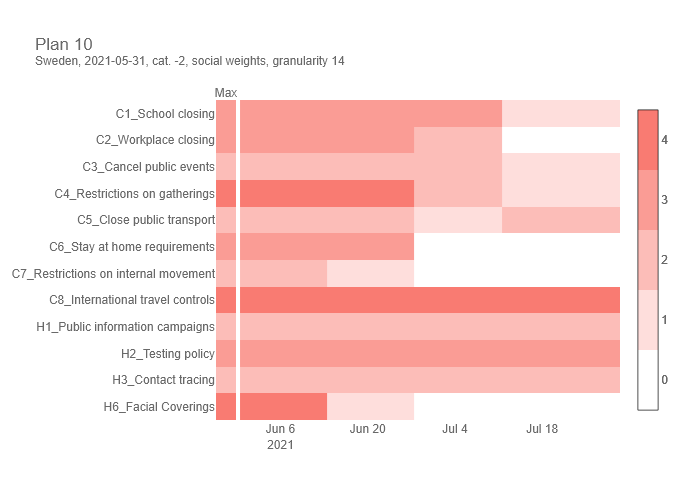 Plan 10
Sweden, 2021-05-31, cat. -2, social weights, granularity 14
Max
C1_School closing
C2_Workplace closing
C3_Cancel public events
C4_Restrictions on gatherings
C5_Close public transport
C6_Stay at home requirements
C7_Restrictions on internal movement
C8_International travel controls
H1_Public information campaigns
H2_Testing policy
H3_Contact tracing
H6_Facial Coverings
Jun 6
2021
Jun 20
Jul 4
Jul 18
4
3
2
1
0